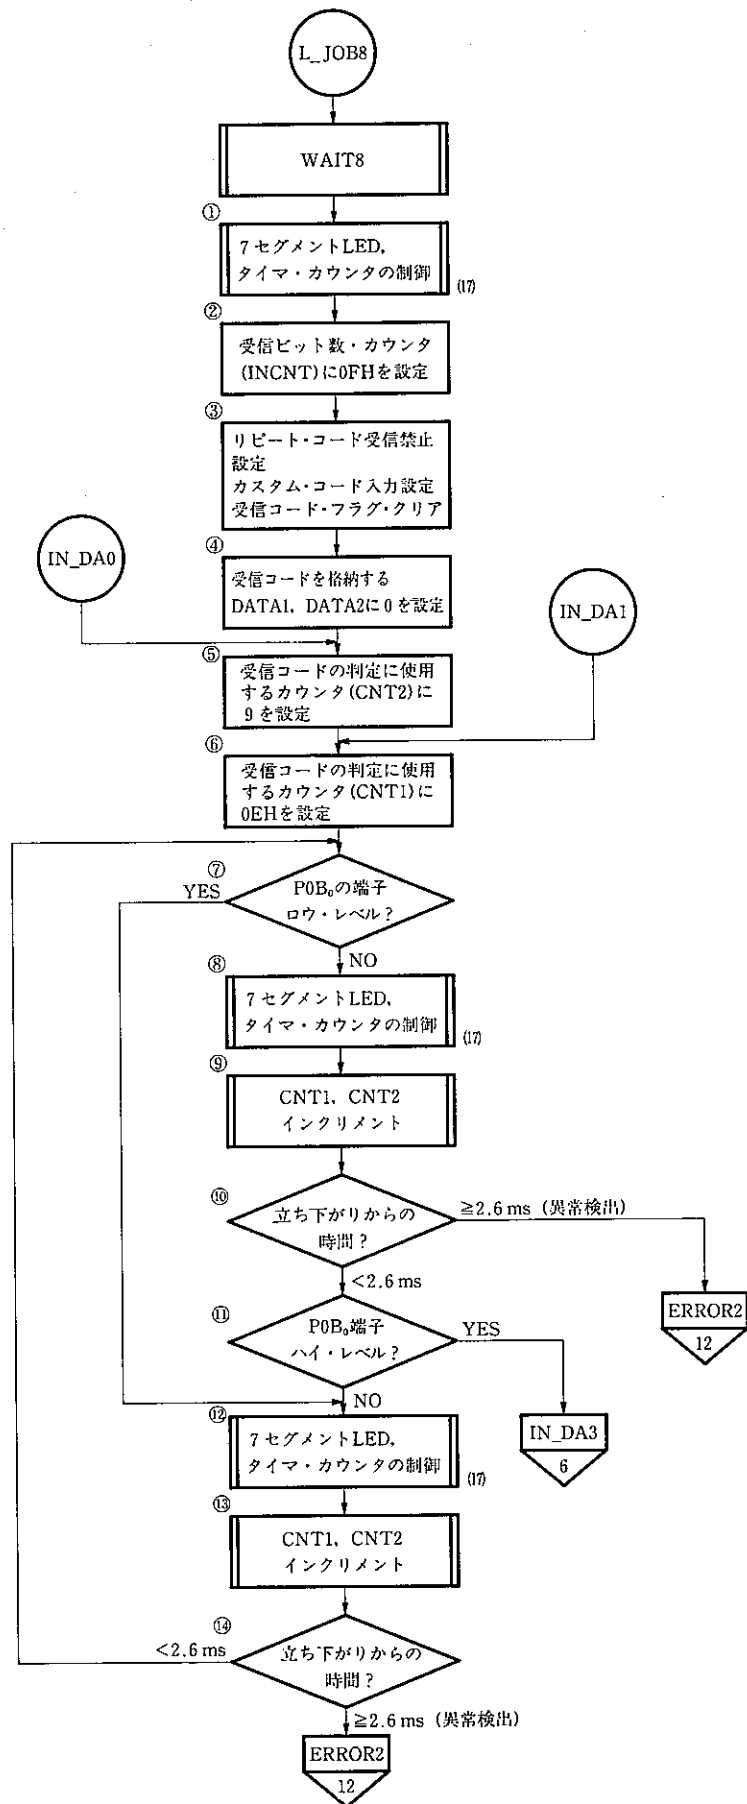 L_JOB8
WAIT8
①
7セグメントLED,
タイマ・カウンタの制御
(17)
②
受信ビット数・カウンタ
(INCNT)に0FHを設定
③
リピート・コード受信禁止
設定
カスタム・コード入力設定
受信コード・フラグ・クリア
IN_DA0
④
受信コードを格納する
DATA1, DATA2に0を設定
IN_DA1
⑤
受信コードの判定に使用
するカウンタ(CNT2)に
9を設定
⑥
受信コードの判定に使用
するカウンタ(CNT1)に
0EHを設定
⑦
YES
P0B₀の端子
ロウ・レベル?
NO
⑧
7セグメントLED,
タイマ・カウンタの制御
(17)
⑨
CNT1, CNT2
インクリメント
⑩
立ち下がりからの
時間?
≧2.6ms (異常検出)
<2.6ms
ERROR2
12
⑪
P0B₀端子
ハイ・レベル?
YES
NO
IN_DA3
6
⑫
7セグメントLED,
タイマ・カウンタの制御
(17)
⑬
CNT1, CNT2
インクリメント
⑭
<2.6ms
立ち下がりからの
時間?
≧2.6ms (異常検出)
ERROR2
12